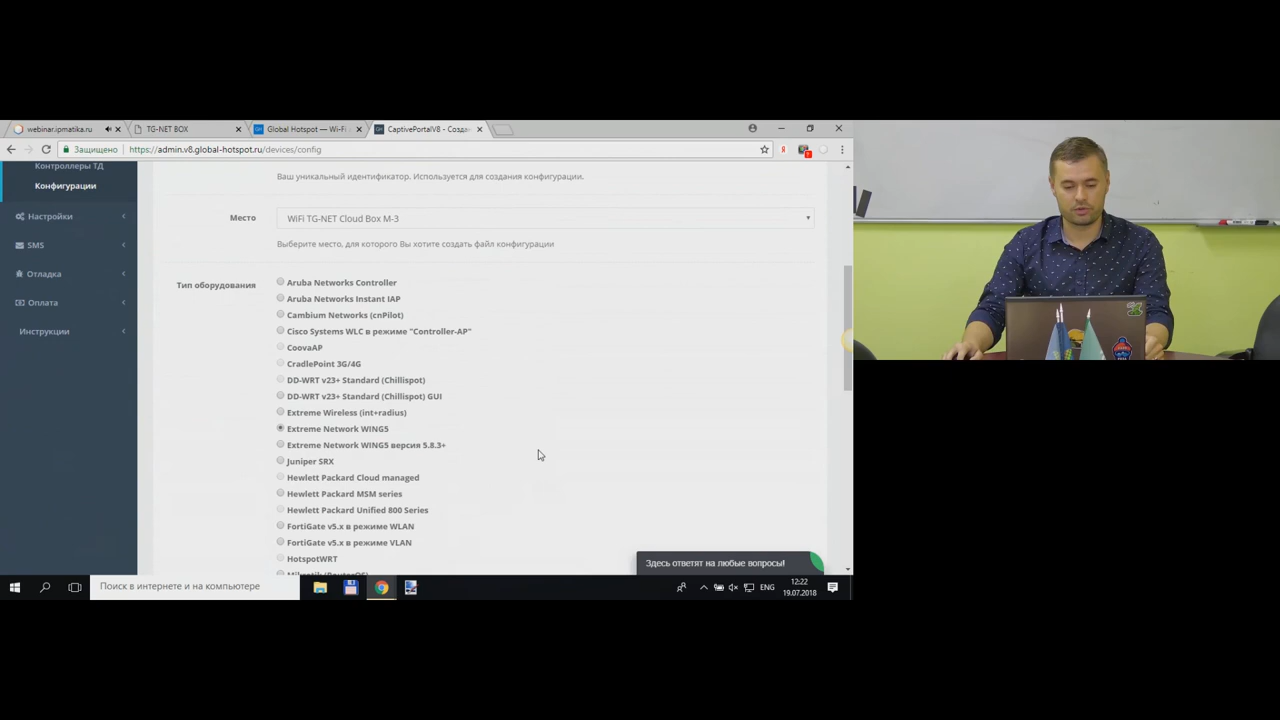 webinar.ipmatika.ru
TG-NET BOX
Global Hotspot — Wi-Fi
CaptivePortalV8 - Создан
Защищено
https://admin.v8.global-hotspot.ru/devices/config
Контроллеры ТД
Конфигурации
Настройки
SMS
Отладка
Оплата
Инструкции
Ваш уникальный идентификатор. Используется для создания конфигурации.
Место
WiFi TG-NET Cloud Box M-3
Выберите место, для которого Вы хотите создать файл конфигурации
Тип оборудования
Aruba Networks Controller
Aruba Networks Instant IAP
Cambium Networks (cnPilot)
Cisco Systems WLC в режиме "Controller-AP"
CoovaAP
CradlePoint 3G/4G
DD-WRT v23+ Standard (Chillispot)
DD-WRT v23+ Standard (Chillispot) GUI
Extreme Wireless (int+radius)
Extreme Network WING5
Extreme Network WING5 версия 5.8.3+
Juniper SRX
Hewlett Packard Cloud managed
Hewlett Packard MSM series
Hewlett Packard Unified 800 Series
FortiGate v5.x в режиме WLAN
FortiGate v5.x в режиме VLAN
HotspotWRT
Mikrotik (RouterOS)
Здесь ответят на любые вопросы!
Поиск в интернете и на компьютере
ENG
12:22
19.07.2018